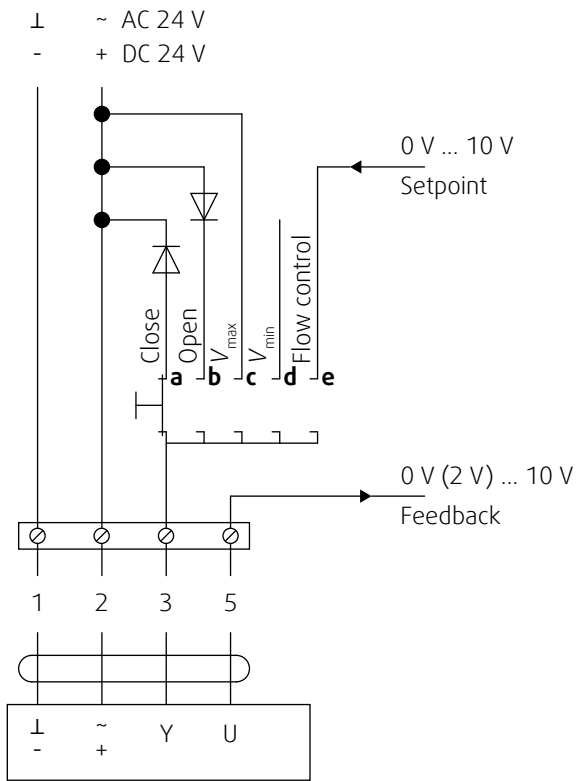 ⊥ ~ AC 24 V
- + DC 24 V
0 V ... 10 V
Setpoint
Close
Open
Vmax
Vmin
Flow control
a b c d e
0 V (2 V) ... 10 V
Feedback
1 2 3 5
⊥ ~ Y U
- +